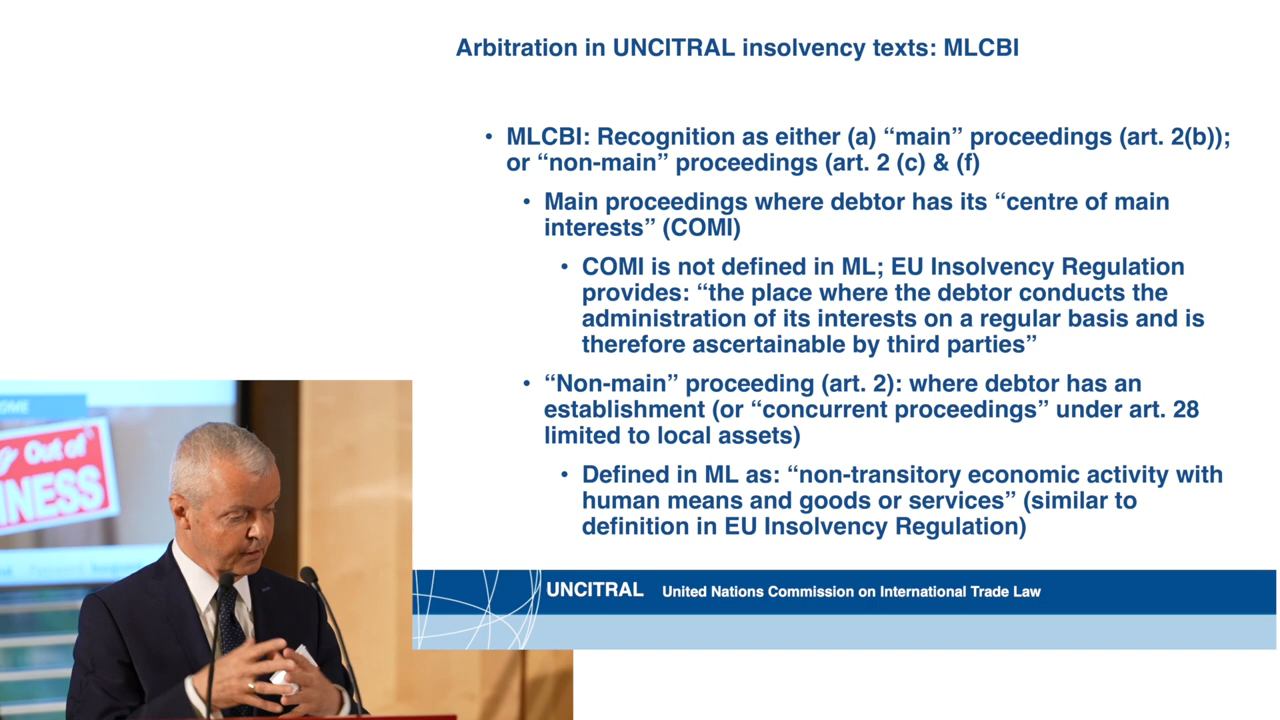 Arbitration in UNCITRAL insolvency texts: MLCBI
• MLCBI: Recognition as either (a) “main” proceedings (art. 2(b));
or “non-main” proceedings (art. 2 (c) & (f)
• Main proceedings where debtor has its “centre of main
interests” (COMI)
• COMI is not defined in ML; EU Insolvency Regulation
provides: “the place where the debtor conducts the
administration of its interests on a regular basis and is
therefore ascertainable by third parties”
• “Non-main” proceeding (art. 2): where debtor has an
establishment (or “concurrent proceedings” under art. 28
limited to local assets)
• Defined in ML as: “non-transitory economic activity with
human means and goods or services” (similar to
definition in EU Insolvency Regulation)
UNCITRAL United Nations Commission on International Trade Law
OME
Out of
INESS